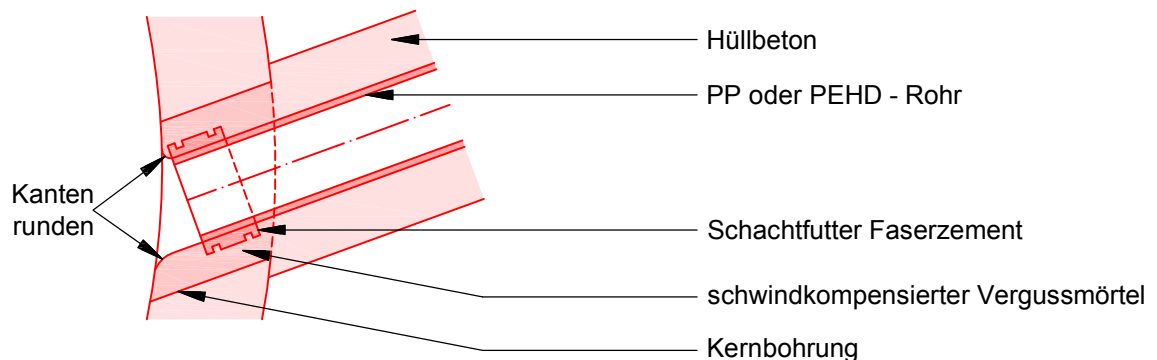 Hüllbeton
PP oder PEHD - Rohr
Kanten
runden
Schachtfutter Faserzement
schwindkompensierter Vergussmörtel
Kernbohrung